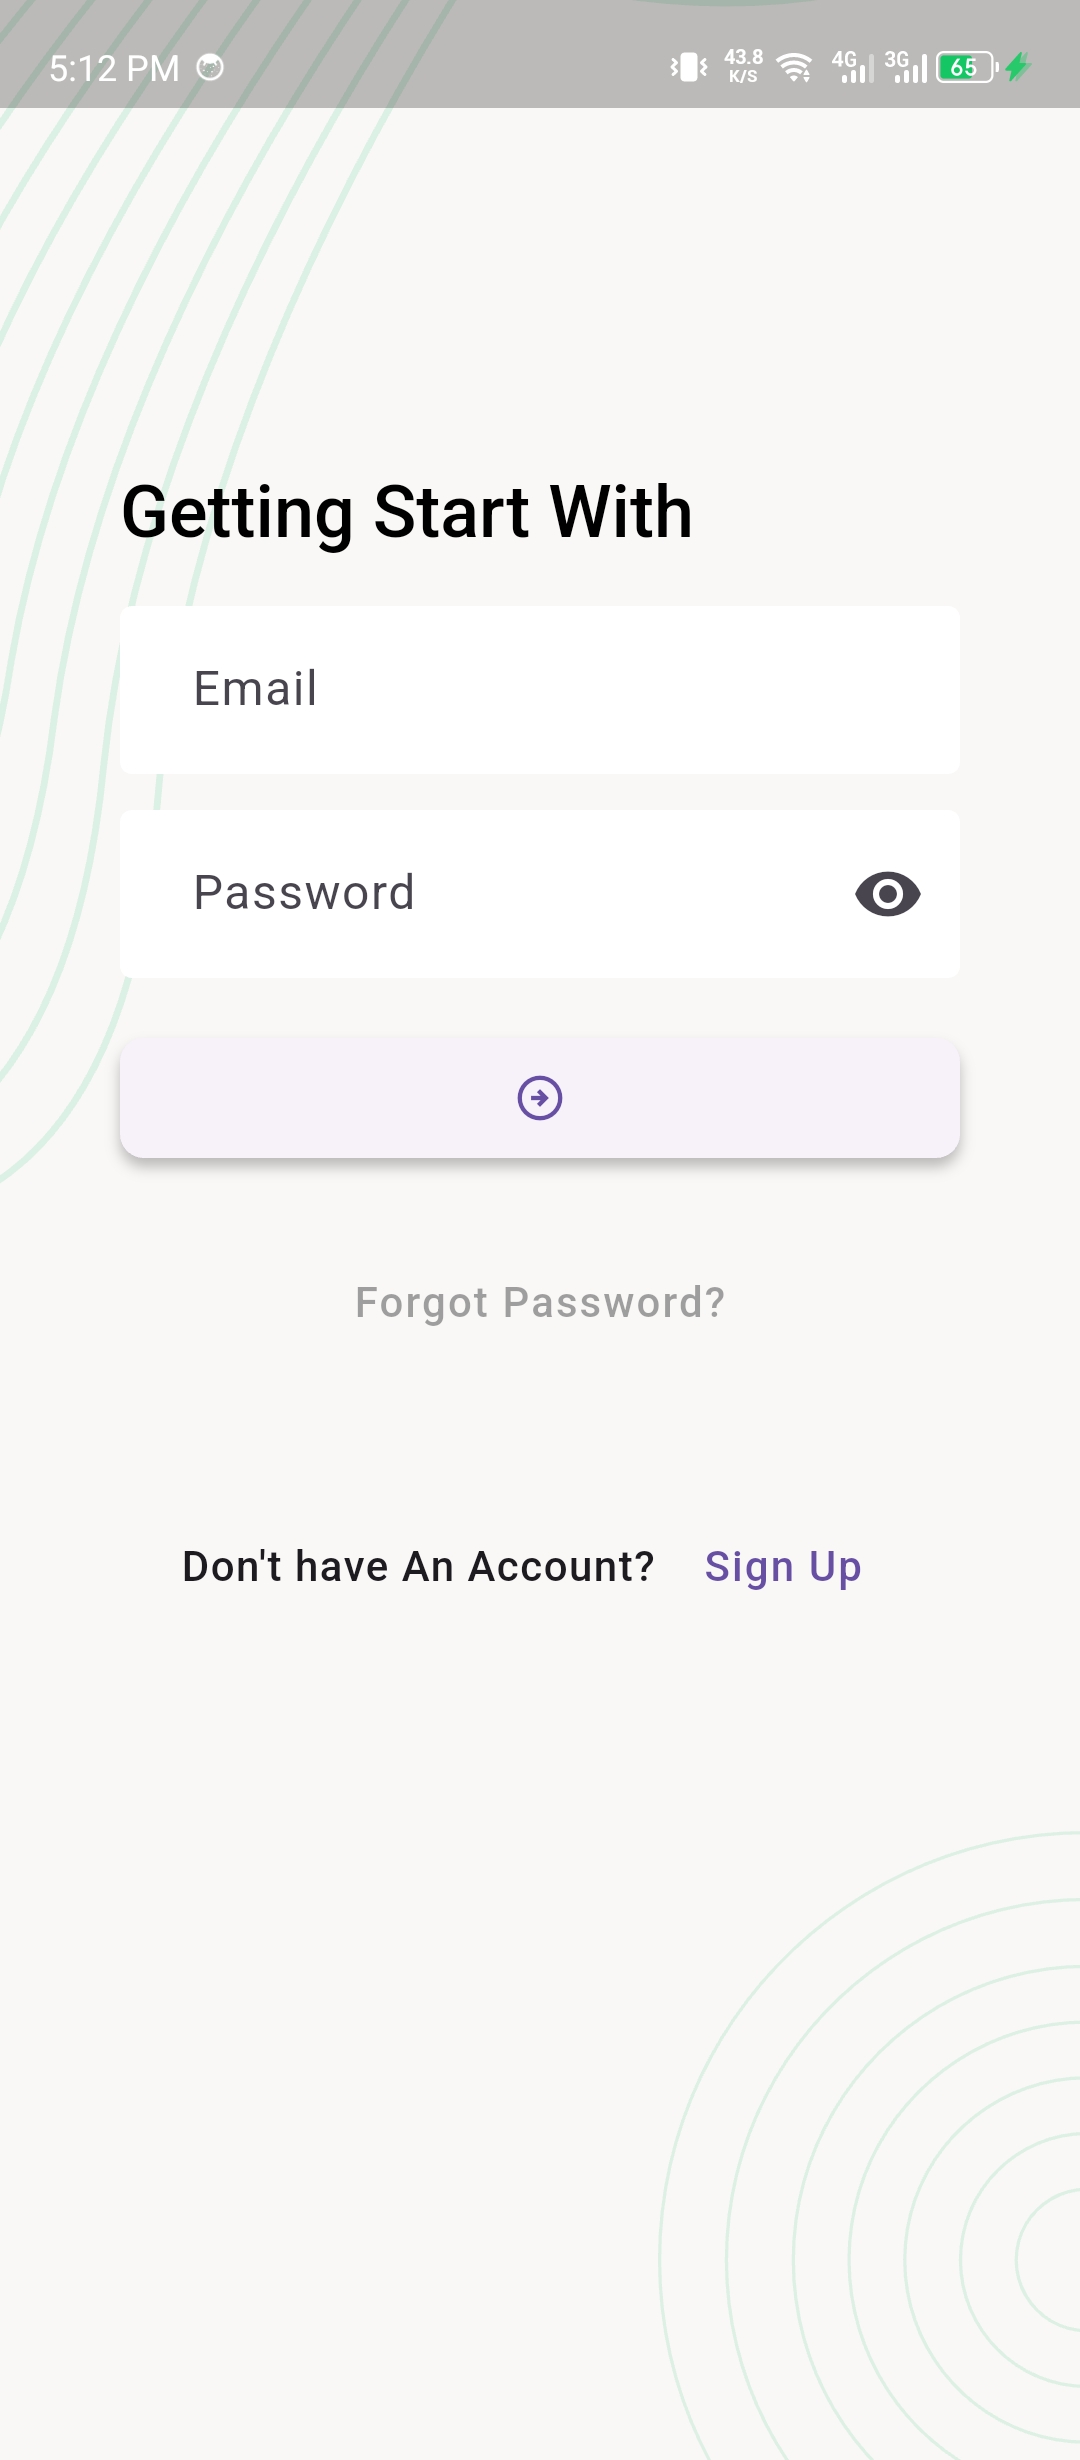 5:12 PM 43.8 K/S 4G 3G 65
Getting Start With
Email
Password
Forgot Password?
Don't have An Account? Sign Up